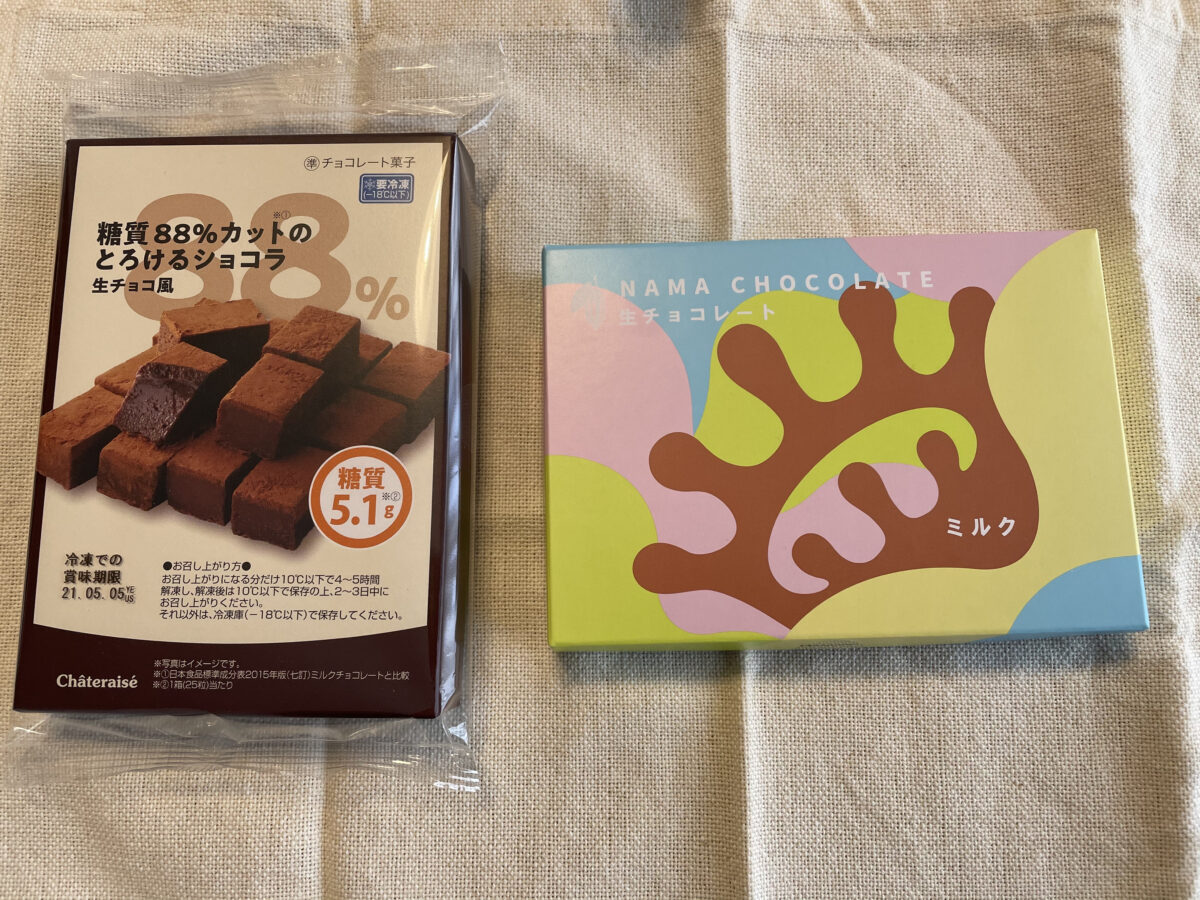 ㊜チョコレート菓子
要冷凍
(−18℃以下)
88%
※①
糖質88%カットの
とろけるショコラ
生チョコ風
糖質
5.1g
※②
冷凍での
賞味期限
21.05.05
YE
US
●お召し上がり方●
お召し上がりになる分だけ10℃以下で4〜5時間
解凍し、解凍後は10℃以下で保存の上、2〜3日中に
お召し上がりください。
それ以外は、冷凍庫(−18℃以下)で保存してください。
Châteraisé
※写真はイメージです。
※①日本食品標準成分表2015年版(七訂)ミルクチョコレートと比較
※②1箱(25粒)当たり
NAMA CHOCOLATE
生チョコレート
ミルク